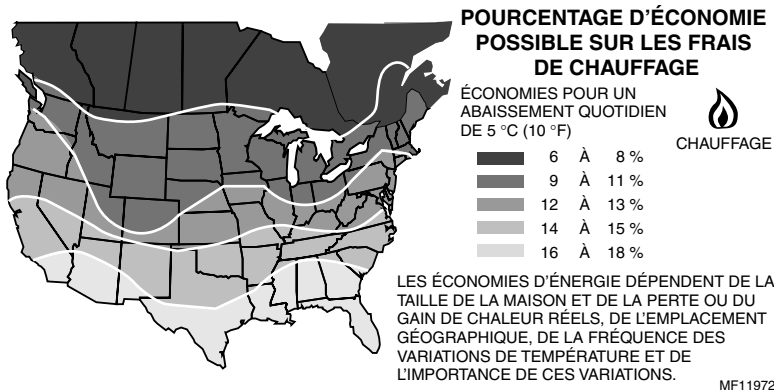 POURCENTAGE D'ÉCONOMIE
POSSIBLE SUR LES FRAIS
DE CHAUFFAGE
ÉCONOMIES POUR UN
ABAISSEMENT QUOTIDIEN
DE 5 °C (10 °F)
CHAUFFAGE
6 À 8 %
9 À 11 %
12 À 13 %
14 À 15 %
16 À 18 %
LES ÉCONOMIES D'ÉNERGIE DÉPENDENT DE LA
TAILLE DE LA MAISON ET DE LA PERTE OU DU
GAIN DE CHALEUR RÉELS, DE L'EMPLACEMENT
GÉOGRAPHIQUE, DE LA FRÉQUENCE DES
VARIATIONS DE TEMPÉRATURE ET DE
L'IMPORTANCE DE CES VARIATIONS.
MF11972